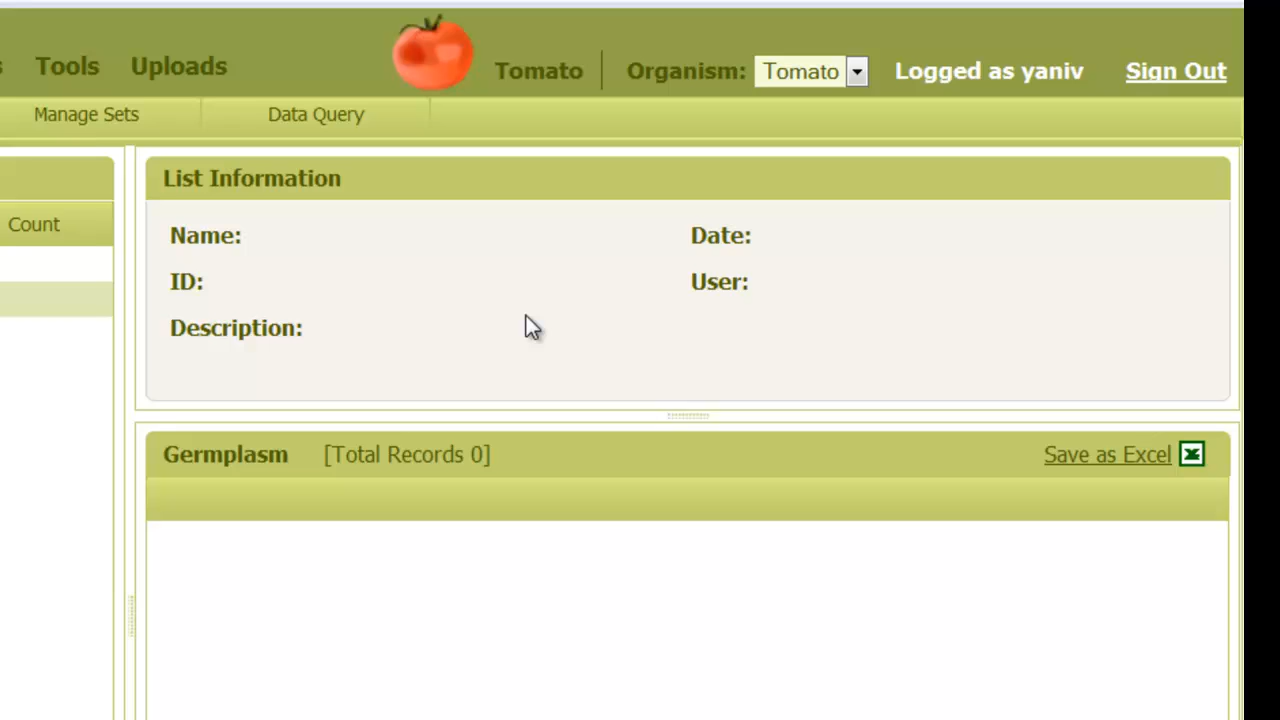 Tools Uploads Tomato Organism: Tomato Logged as yaniv Sign Out
Manage Sets Data Query
List Information
Count
Name: Date:
ID: User:
Description:
Germplasm [Total Records 0] Save as Excel